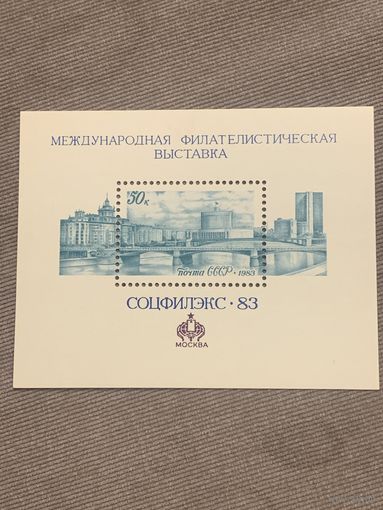 МЕЖДУНАРОДНАЯ ФИЛАТЕЛИСТИЧЕСКАЯ
ВЫСТАВКА
50к
почта СССР • 1983
СОЦФИЛЭКС • 83
МОСКВА